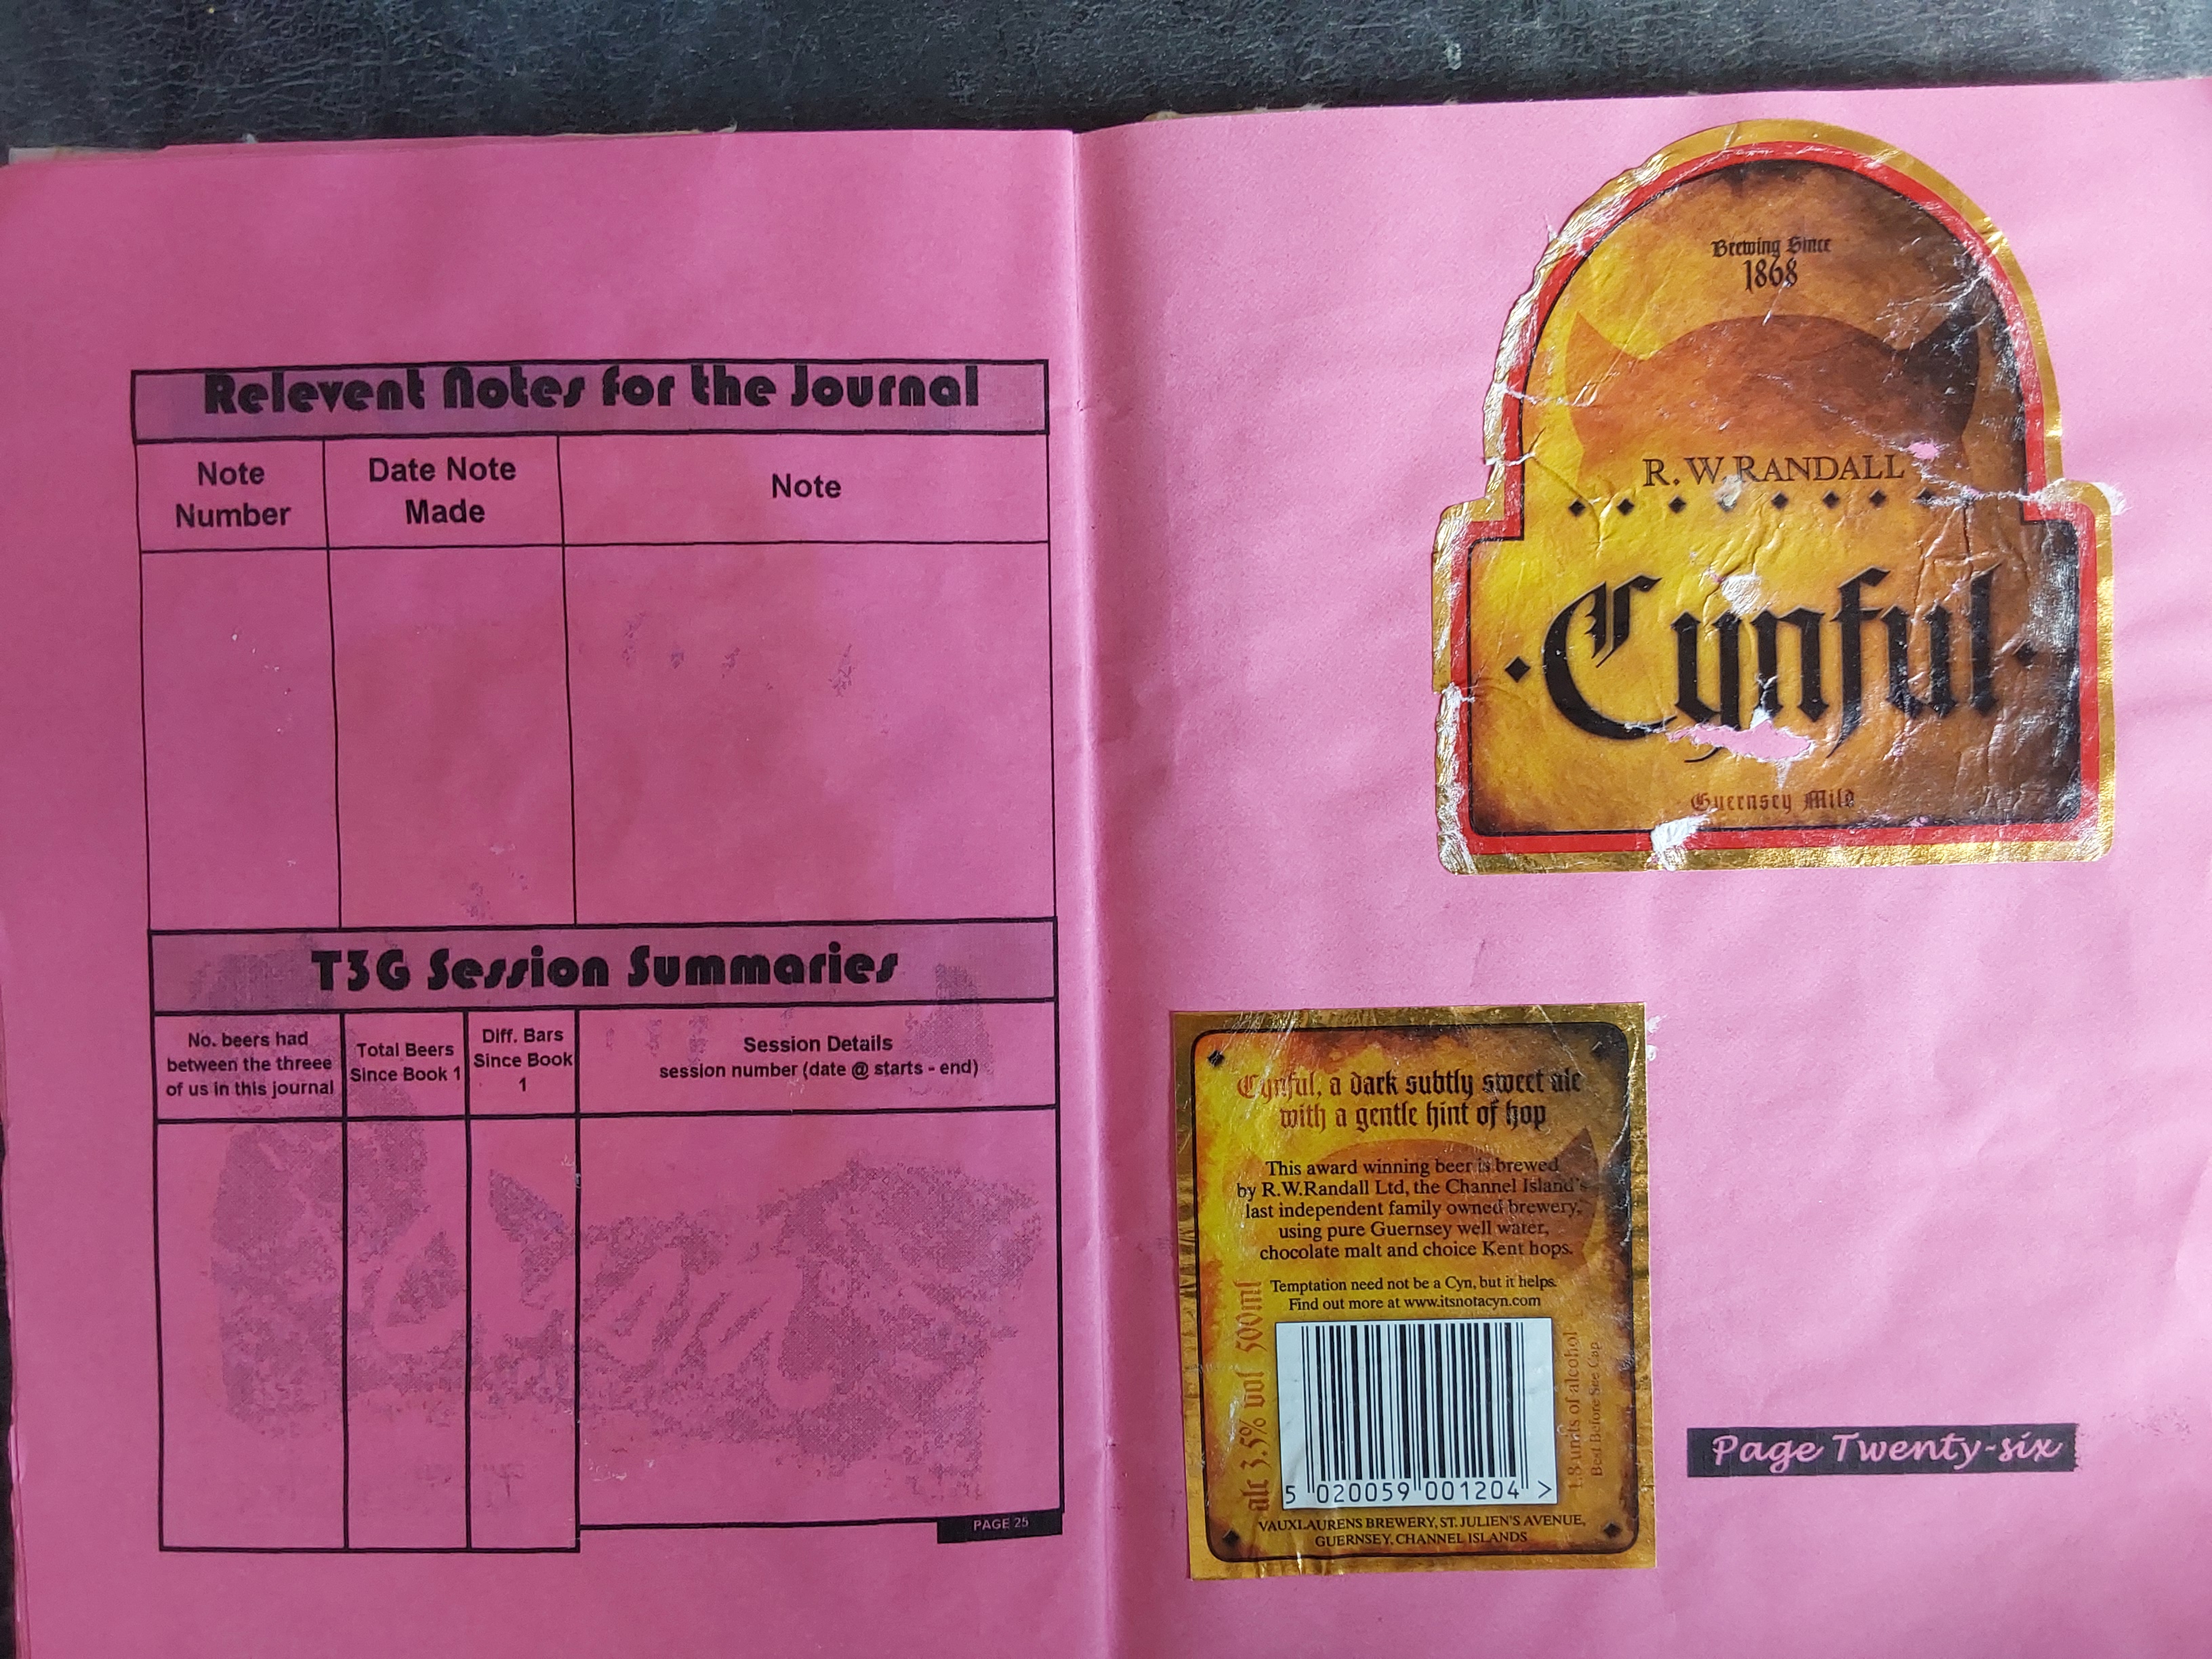 Relevent Notes for the Journal
Note
Number
Date Note
Made
Note
T3G Session Summaries
No. beers had
between the threee
of us in this journal
Total Beers
Since Book 1
Diff. Bars
Since Book
1
Session Details
session number (date @ starts - end)
PAGE 25
Brewing Since
1868
R.W.RANDALL
Cynful
Guernsey Mild
Cynful, a dark subtly sweet ale
with a gentle hint of hop
This award winning beer is brewed
by R.W.Randall Ltd, the Channel Island's
last independent family owned brewery,
using pure Guernsey well water,
chocolate malt and choice Kent hops.
Temptation need not be a Cyn, but it helps.
Find out more at www.itsnotacyn.com
alc 3.5% vol 500ml
1.8 units of alcohol
Best Before See Cap
5 020059 001204 >
VAUXLAURENS BREWERY, ST. JULIEN'S AVENUE,
GUERNSEY, CHANNEL ISLANDS
Page Twenty-six